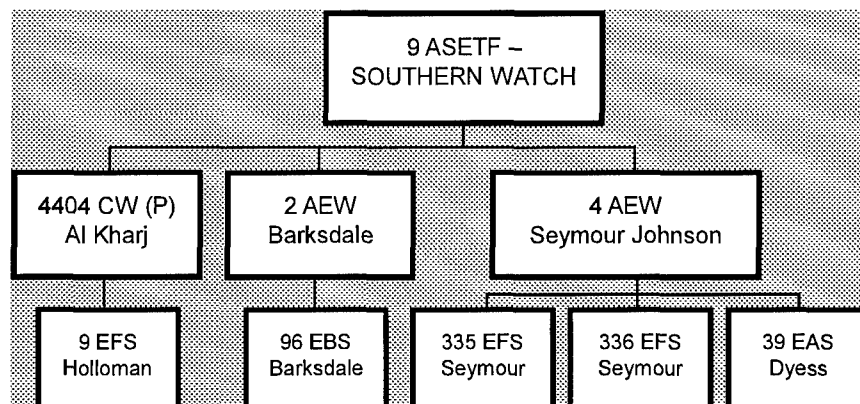 9 ASETF –
SOUTHERN WATCH
4404 CW (P)
Al Kharj
2 AEW
Barksdale
4 AEW
Seymour Johnson
9 EFS
Holloman
96 EBS
Barksdale
335 EFS
Seymour
336 EFS
Seymour
39 EAS
Dyess